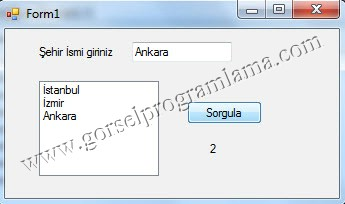 Form1
Şehir İsmi giriniz
Ankara
İstanbul
İzmir
Ankara
Sorgula
2
www.gorselprogramlama.com